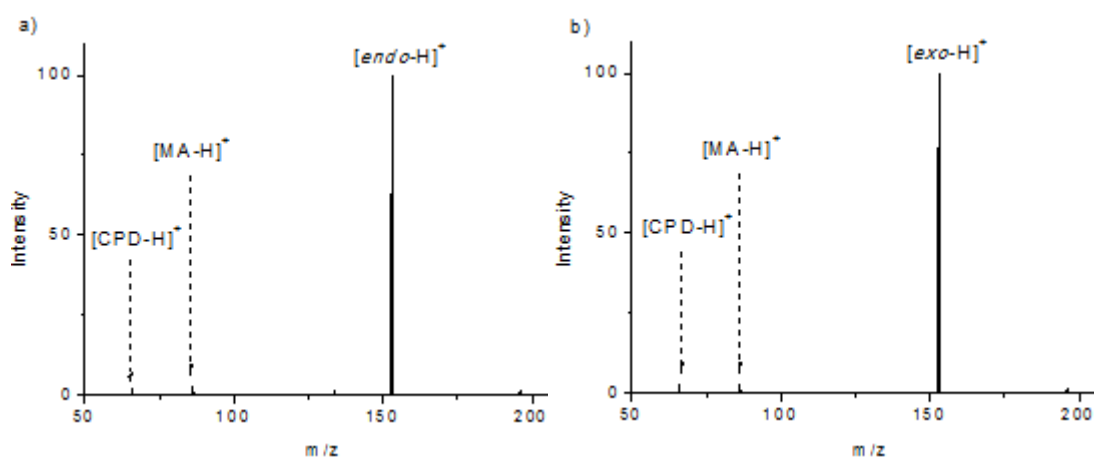 a)
[endo-H]⁺
100
[MA-H]⁺
[CPD-H]⁺
50
0
Intensity
50
100
150
200
m/z
b)
[exo-H]⁺
100
[MA-H]⁺
[CPD-H]⁺
50
0
Intensity
50
100
150
200
m/z